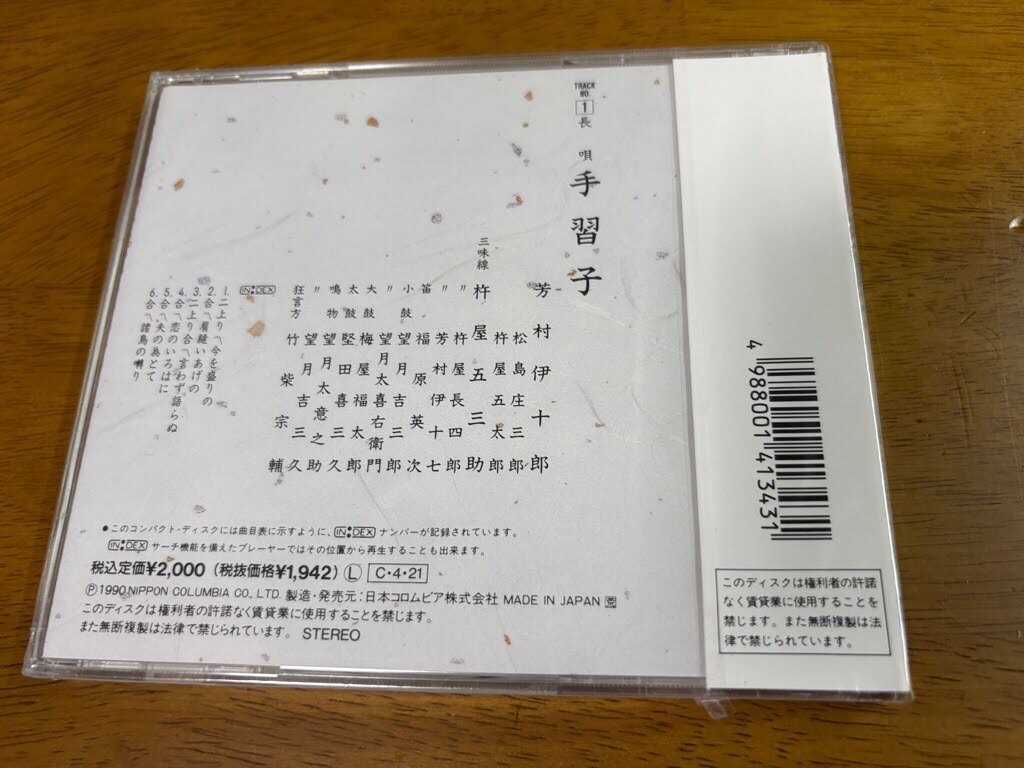 TRACK NO.
1
長唄
手習子
芳村伊十郎
松島庄三郎
杵屋五太郎
三味線 杵屋五三助
〃 杵屋長四郎
〃 芳村伊十七
笛 福原英次
小鼓 望月吉三郎
〃 望月太喜右衛門
大鼓 梅屋福太郎
太鼓 堅田喜三久
鳴物 望月太意之助
〃 望月吉三久
狂言方 竹柴宗輔
INDEX
1.二上り〽今を盛りの
2.合〽肩縫いあげの
3.二上り合〽言わず語らぬ
4.合〽恋のいろはに
5.合〽夫の為とて
6.合〽諸鳥の囀り
●このコンパクト・ディスクには曲目表に示すように、INDEXナンバーが記録されています。
INDEXサーチ機能を備えたプレーヤーではその位置から再生することも出来ます。
税込定価¥2,000(税抜価格¥1,942) Ⓛ C・4・21
Ⓟ1990,NIPPON COLUMBIA CO., LTD. 製造・発売元:日本コロムビア株式会社 MADE IN JAPAN
このディスクは権利者の許諾なく賃貸業に使用することを禁じます。
また無断複製は法律で禁じられています。 STEREO
4 988001 413431
このディスクは権利者の許諾
なく賃貸業に使用することを
禁じます。また無断複製は法
律で禁じられています。